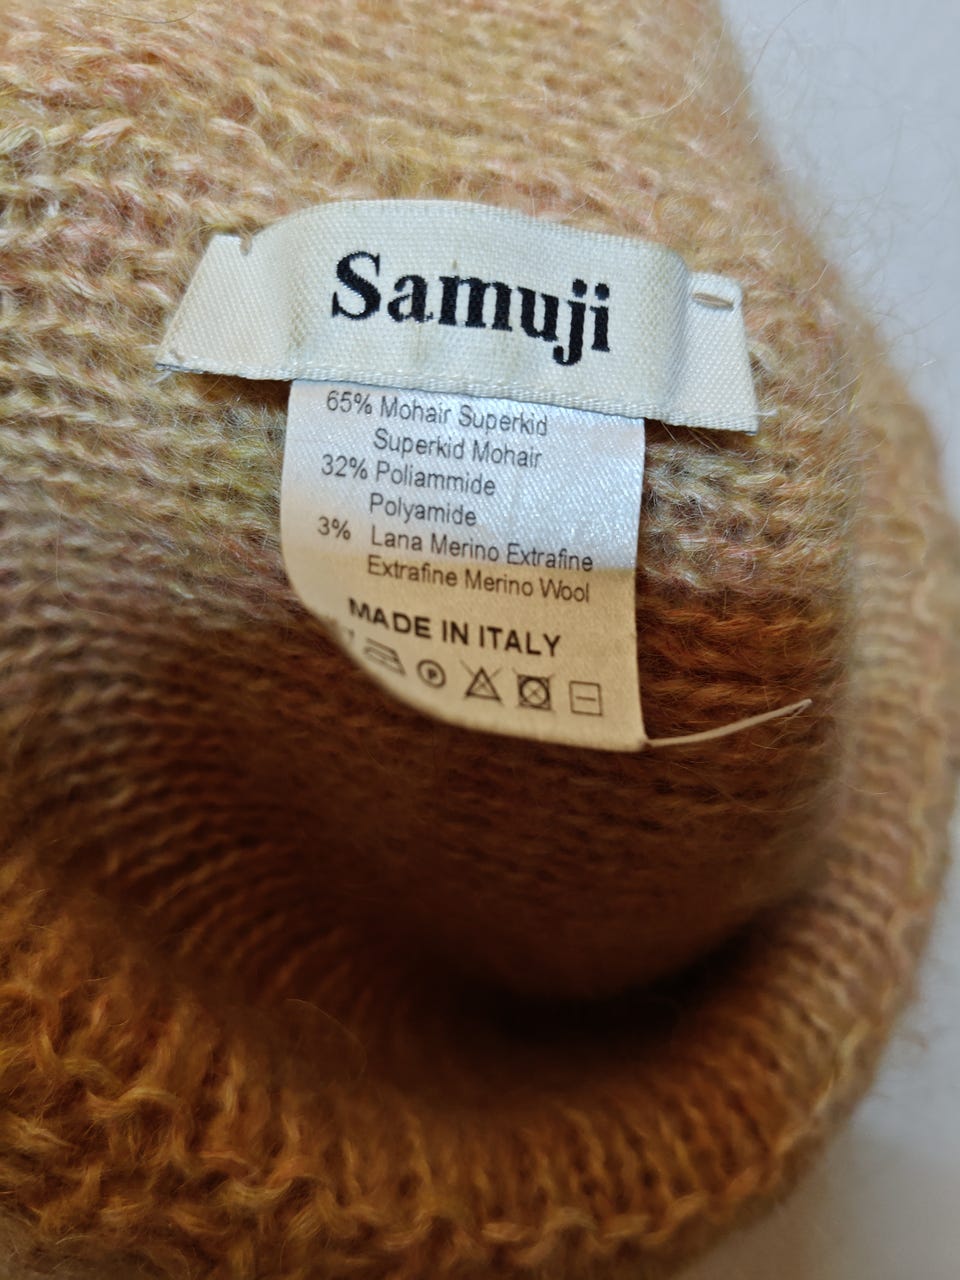 Samuji
65% Mohair Superkid
Superkid Mohair
32% Poliammide
Polyamide
3% Lana Merino Extrafine
Extrafine Merino Wool
MADE IN ITALY
P